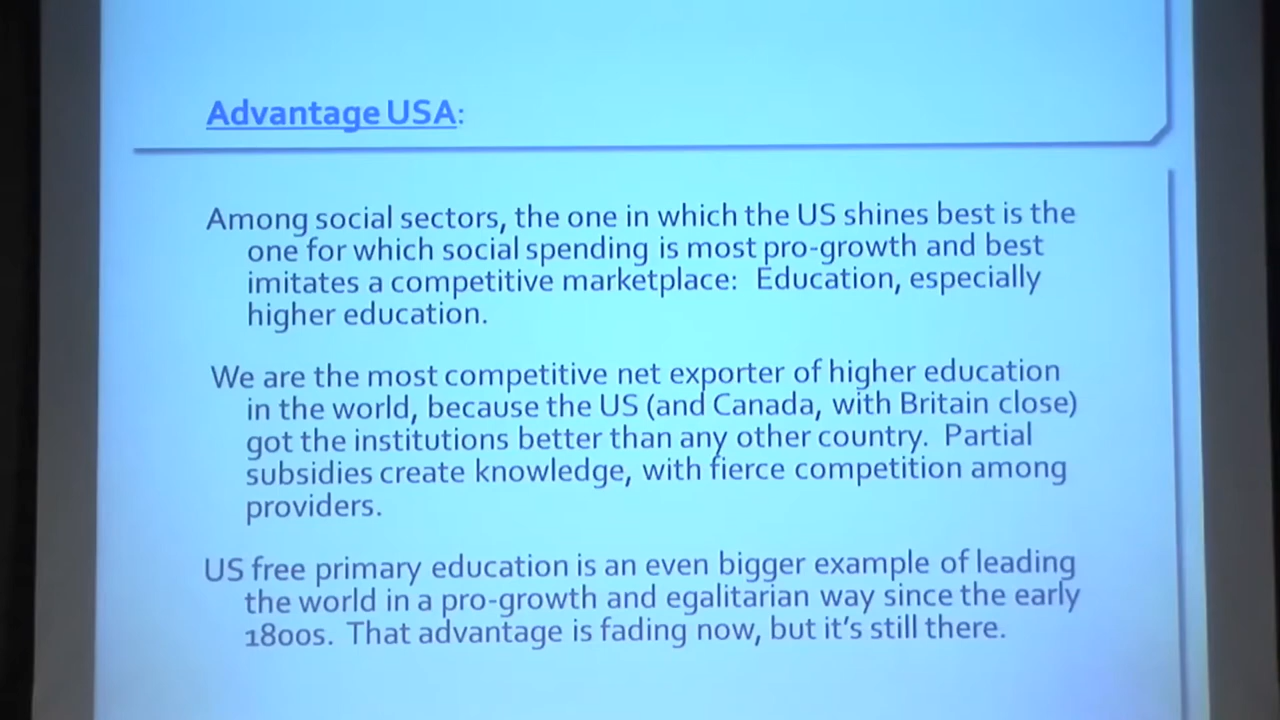 Advantage USA:
Among social sectors, the one in which the US shines best is the
one for which social spending is most pro-growth and best
imitates a competitive marketplace: Education, especially
higher education.
We are the most competitive net exporter of higher education
in the world, because the US (and Canada, with Britain close)
got the institutions better than any other country. Partial
subsidies create knowledge, with fierce competition among
providers.
US free primary education is an even bigger example of leading
the world in a pro-growth and egalitarian way since the early
1800s. That advantage is fading now, but it's still there.